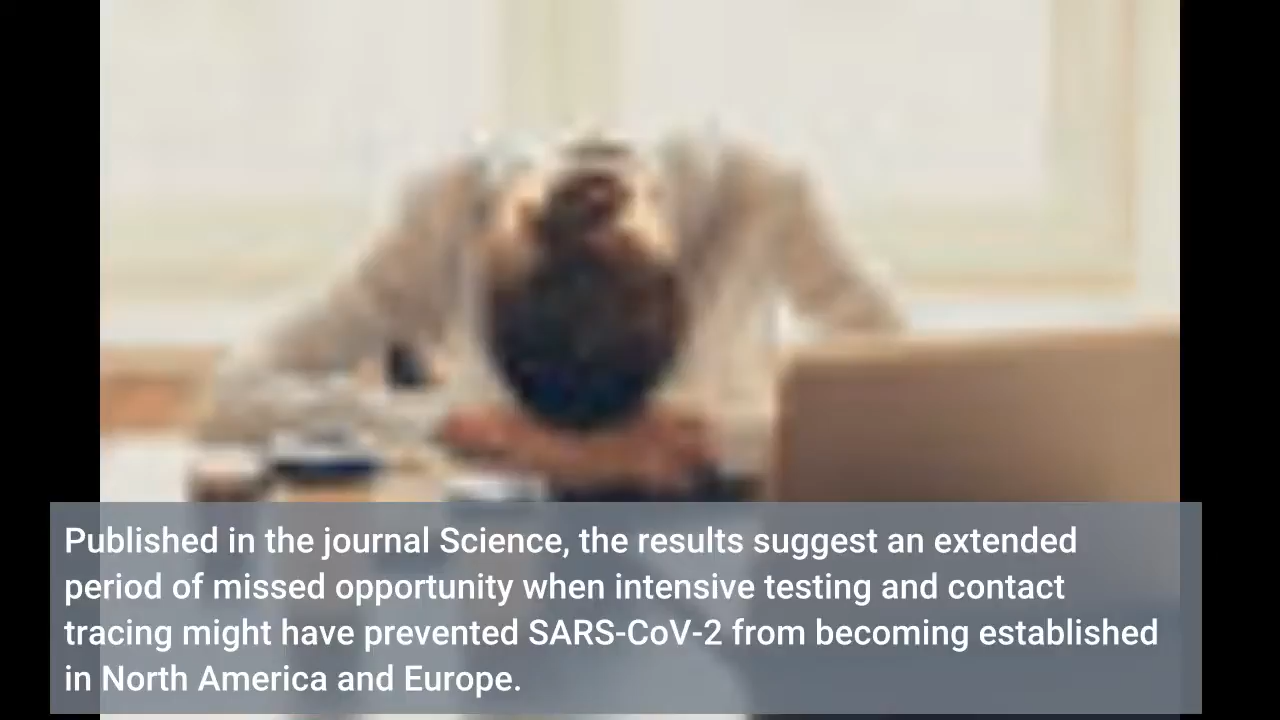 Published in the journal Science, the results suggest an extended
period of missed opportunity when intensive testing and contact
tracing might have prevented SARS-CoV-2 from becoming established
in North America and Europe.